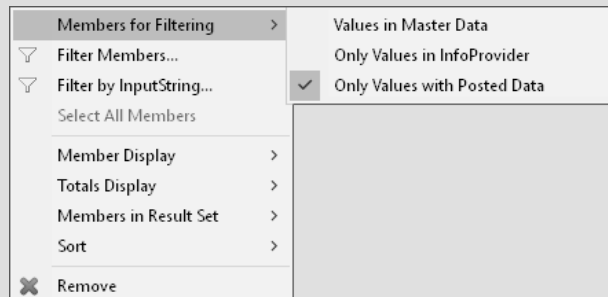 Members for Filtering
Filter Members...
Filter by InputString...
Select All Members
Member Display
Totals Display
Members in Result Set
Sort
Remove
Values in Master Data
Only Values in InfoProvider
Only Values with Posted Data